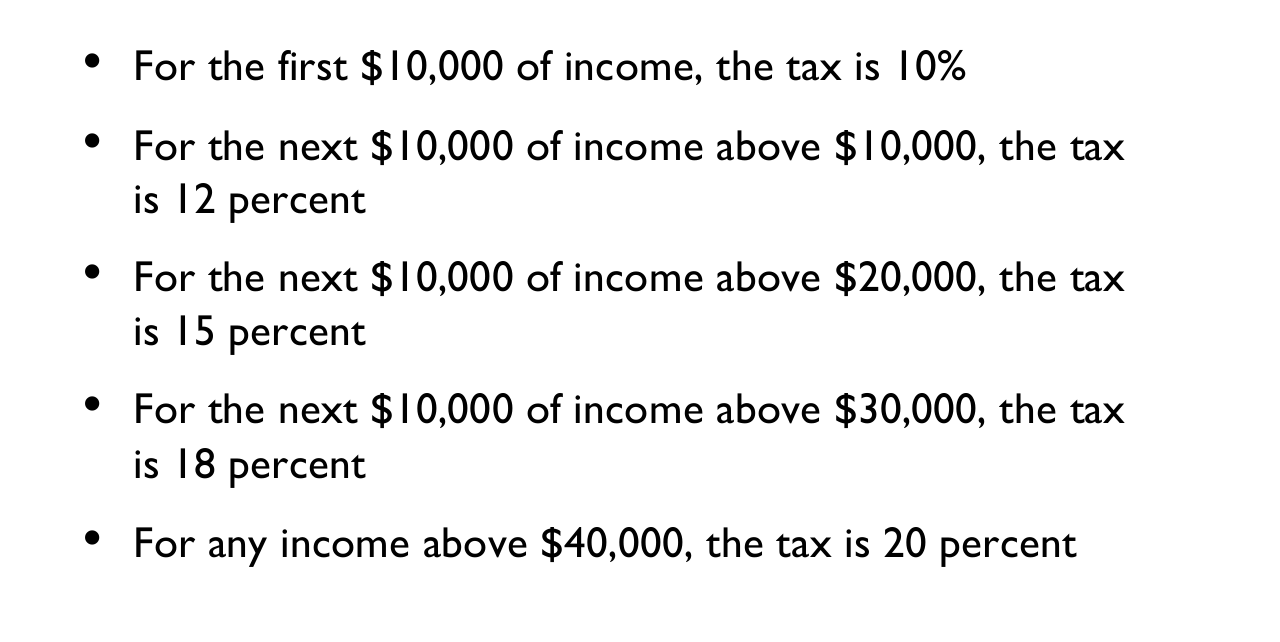 • For the first $10,000 of income, the tax is 10%
• For the next $10,000 of income above $10,000, the tax
is 12 percent
• For the next $10,000 of income above $20,000, the tax
is 15 percent
• For the next $10,000 of income above $30,000, the tax
is 18 percent
• For any income above $40,000, the tax is 20 percent